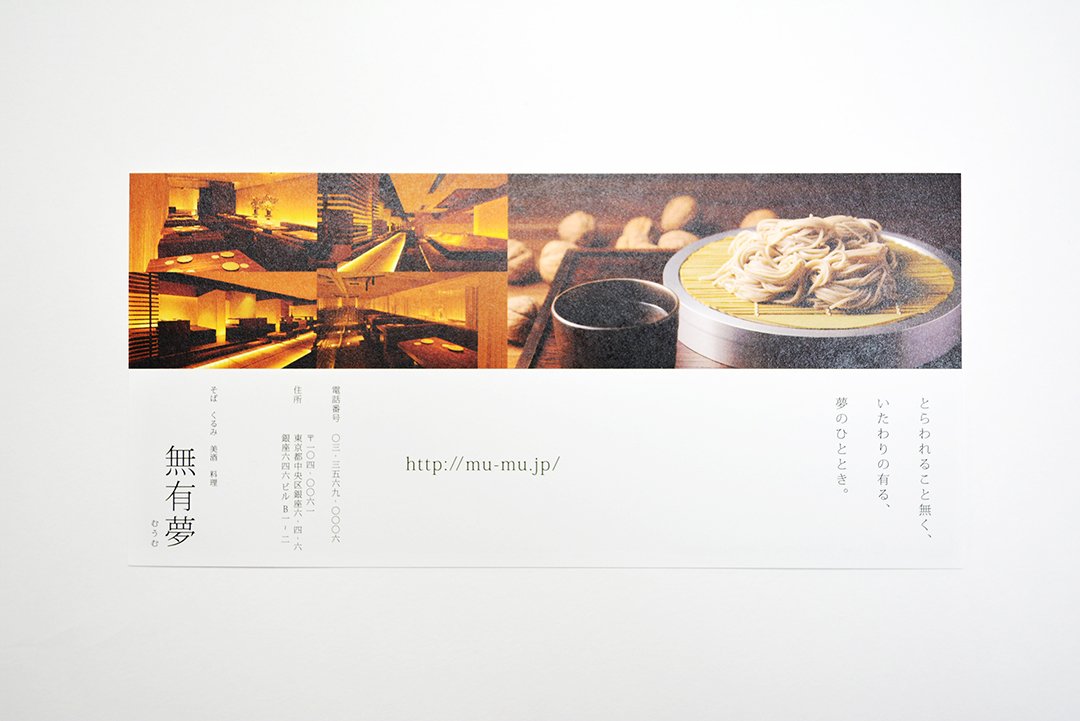 とらわれること無く、
いたわりの有る、
夢のひととき。
http://mu-mu.jp/
電話番号 〇三・三五六九・〇〇〇六
住所 〒一〇四・〇〇六一
東京都中央区銀座六・四・六
銀座六四六ビル B一−二
そば くるみ 美酒 料理
無有夢
むうむ